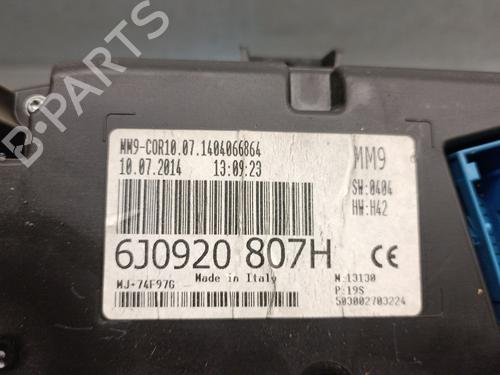 B-PARTS
MM9-COR10.07.1404066864
10.07.2014 13:09:23
MM9
SW:0404
HW:H42
6J0920 807H
CE
Made in Italy
MJ-74F97G
N:13130
P:19S
503002703224